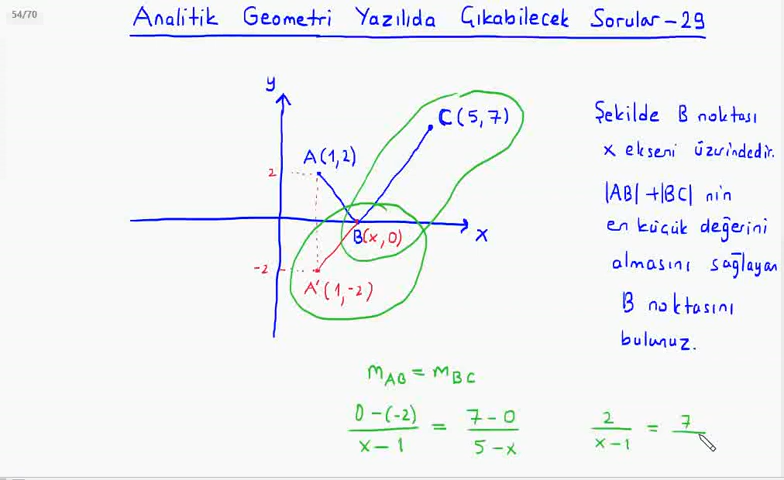 54/70
Analitik Geometri Yazılıda Çıkabilecek Sorular-29
y
C(5,7)
A(1,2)
2
B(x,0)
x
-2
A'(1,-2)
Şekilde B noktası
x ekseni üzerindedir.
|AB|+|BC| nin
en küçük değerini
almasını sağlayan
B noktasını
bulunuz.
m_AB = m_BC
0-(-2) / x-1 = 7-0 / 5-x
2 / x-1 = 7